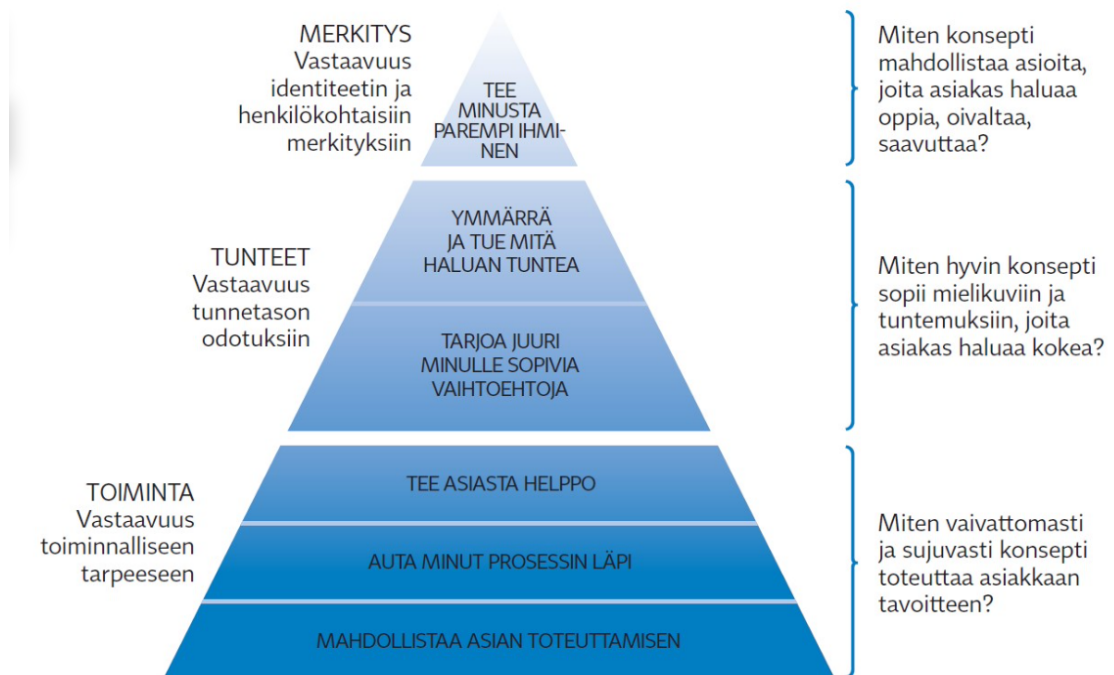 MERKITYS
Vastaavuus
identiteetin ja
henkilökohtaisiin
merkityksiin
TEE
MINUSTA
PAREMPI IHMI-
NEN
Miten konsepti
mahdollistaa asioita,
joita asiakas haluaa
oppia, oivaltaa,
saavuttaa?
TUNTEET
Vastaavuus
tunnetason
odotuksiin
YMMÄRRÄ
JA TUE MITÄ
HALUAN TUNTEA
TARJOA JUURI
MINULLE SOPIVIA
VAIHTOEHTOJA
Miten hyvin konsepti
sopii mielikuviin ja
tuntemuksiin, joita
asiakas haluaa kokea?
TOIMINTA
Vastaavuus
toiminnalliseen
tarpeeseen
TEE ASIASTA HELPPO
AUTA MINUT PROSESSIN LÄPI
MAHDOLLISTAA ASIAN TOTEUTTAMISEN
Miten vaivattomasti
ja sujuvasti konsepti
toteuttaa asiakkaan
tavoitteen?